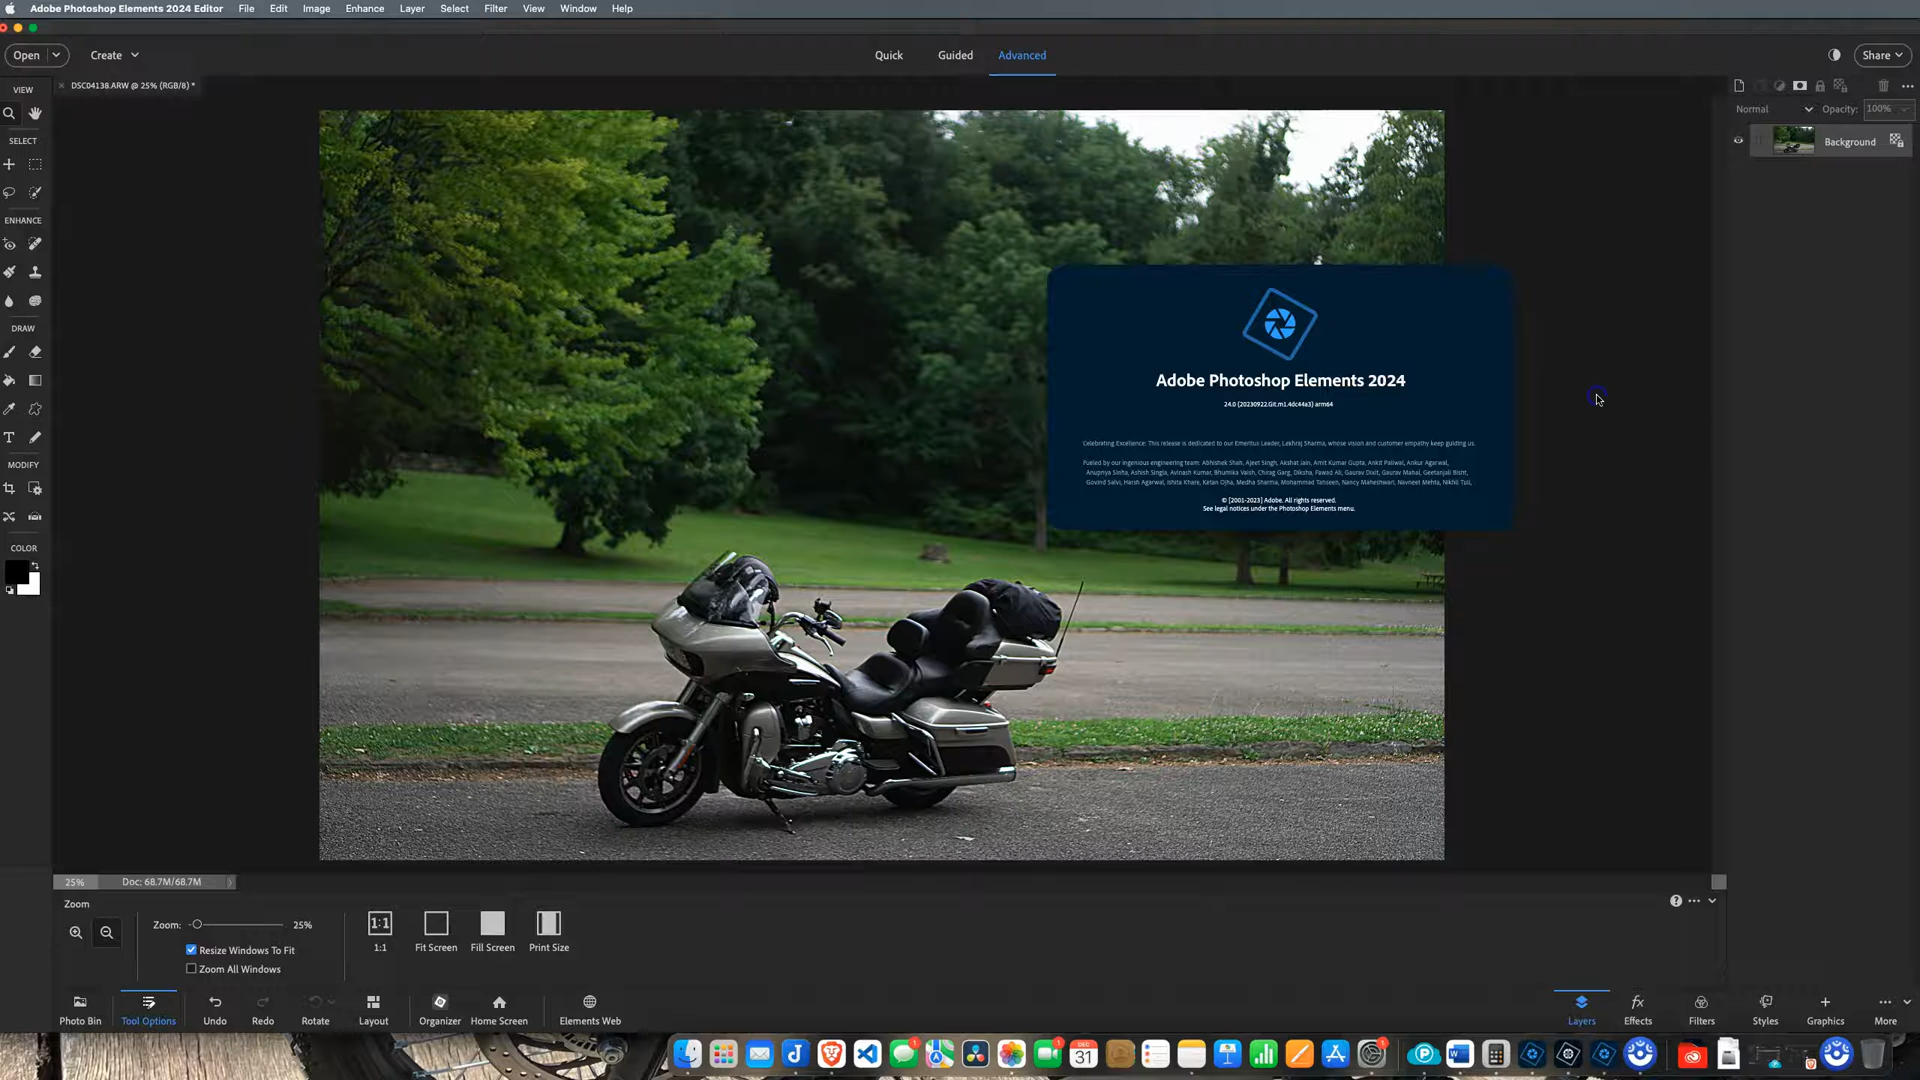 Adobe Photoshop Elements 2024 Editor File Edit Image Enhance Layer Select Filter View Window Help
Open Create Quick Guided Advanced Share
DSC04138.ARW @ 25% (RGB/8) *
VIEW
SELECT
ENHANCE
DRAW
MODIFY
COLOR
Normal Opacity: 100%
Background
Adobe Photoshop Elements 2024
24.0 (20230922.Git.m1.4dc44a3) arm64
Celebrating Excellence: This release is dedicated to our Emeritus Leader, Lekhraj Sharma, whose vision and customer empathy keep guiding us.
Fueled by our ingenious engineering team: Abhishek Shah, Ajeet Singh, Akshat Jain, Amit Kumar Gupta, Ankit Paliwal, Ankur Agarwal,
Anupriya Sinha, Ashish Singla, Avinash Kumar, Bhumika Vaish, Chirag Garg, Diksha, Fawad Ali, Gaurav Dixit, Gaurav Mahal, Geetanjali Bisht,
Govind Salvi, Harsh Agarwal, Ishita Khare, Ketan Ojha, Medha Sharma, Mohammad Tahseen, Nancy Maheshwari, Navneet Mehta, Nikhil Tuli,
© [2001-2023] Adobe. All rights reserved.
See legal notices under the Photoshop Elements menu.
25% Doc: 68.7M/68.7M
Zoom
Zoom: 25%
Resize Windows To Fit
Zoom All Windows
1:1
1:1 Fit Screen Fill Screen Print Size
Photo Bin Tool Options Undo Redo Rotate Layout Organizer Home Screen Elements Web Layers Effects Filters Styles Graphics More
DEC
31